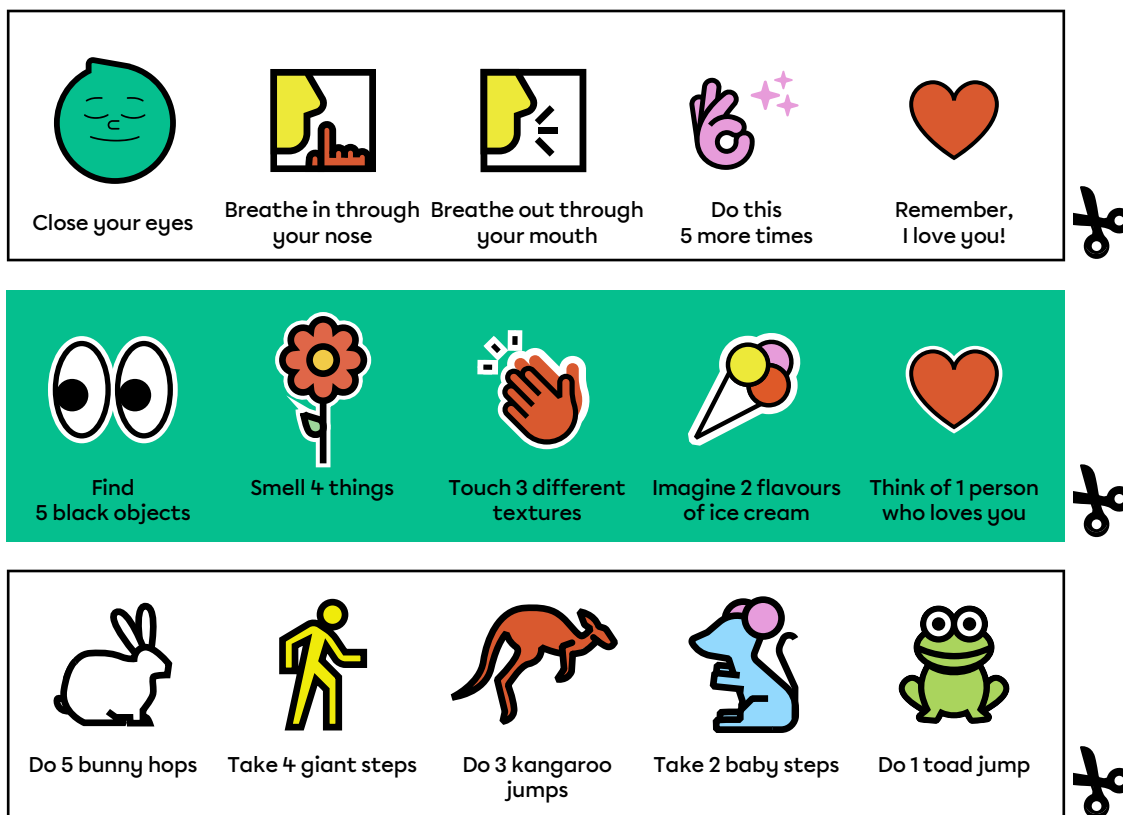 Close your eyes
Breathe in through
your nose
Breathe out through
your mouth
Do this
5 more times
Remember,
I love you!
Find
5 black objects
Smell 4 things
Touch 3 different
textures
Imagine 2 flavours
of ice cream
Think of 1 person
who loves you
Do 5 bunny hops
Take 4 giant steps
Do 3 kangaroo
jumps
Take 2 baby steps
Do 1 toad jump